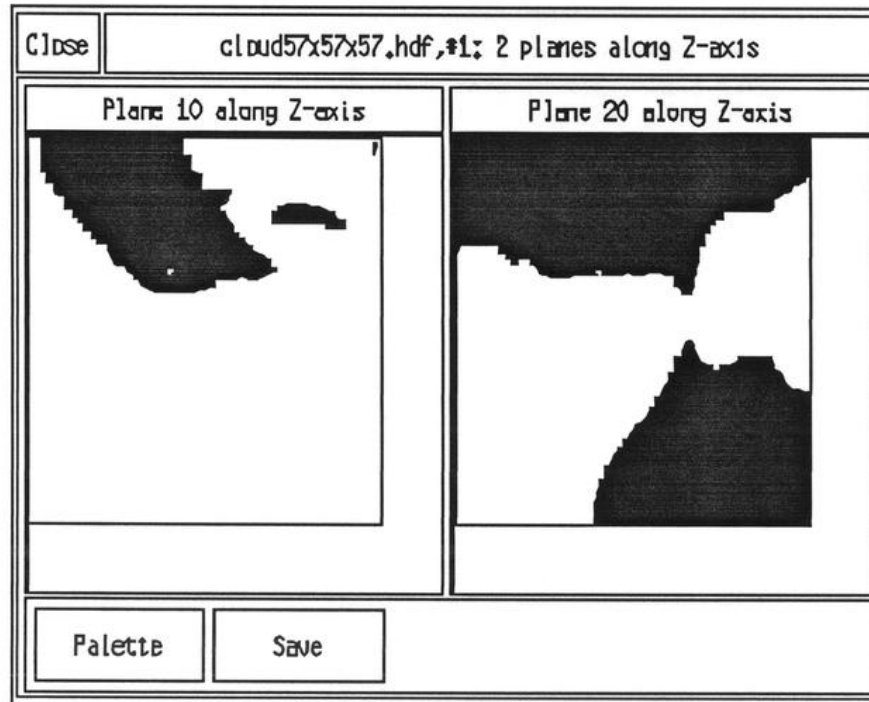 Close
cloud57x57x57.hdf,#1: 2 planes along Z-axis
Plane 10 along Z-axis
Plane 20 along Z-axis
Palette
Save